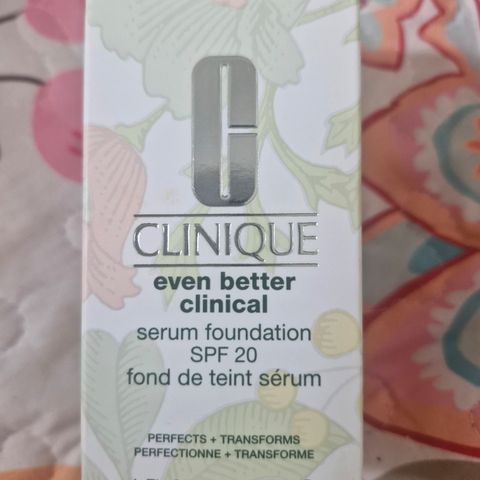 CLINIQUE
even better
clinical
serum foundation
SPF 20
fond de teint sérum
PERFECTS + TRANSFORMS
PERFECTIONNE + TRANSFORME